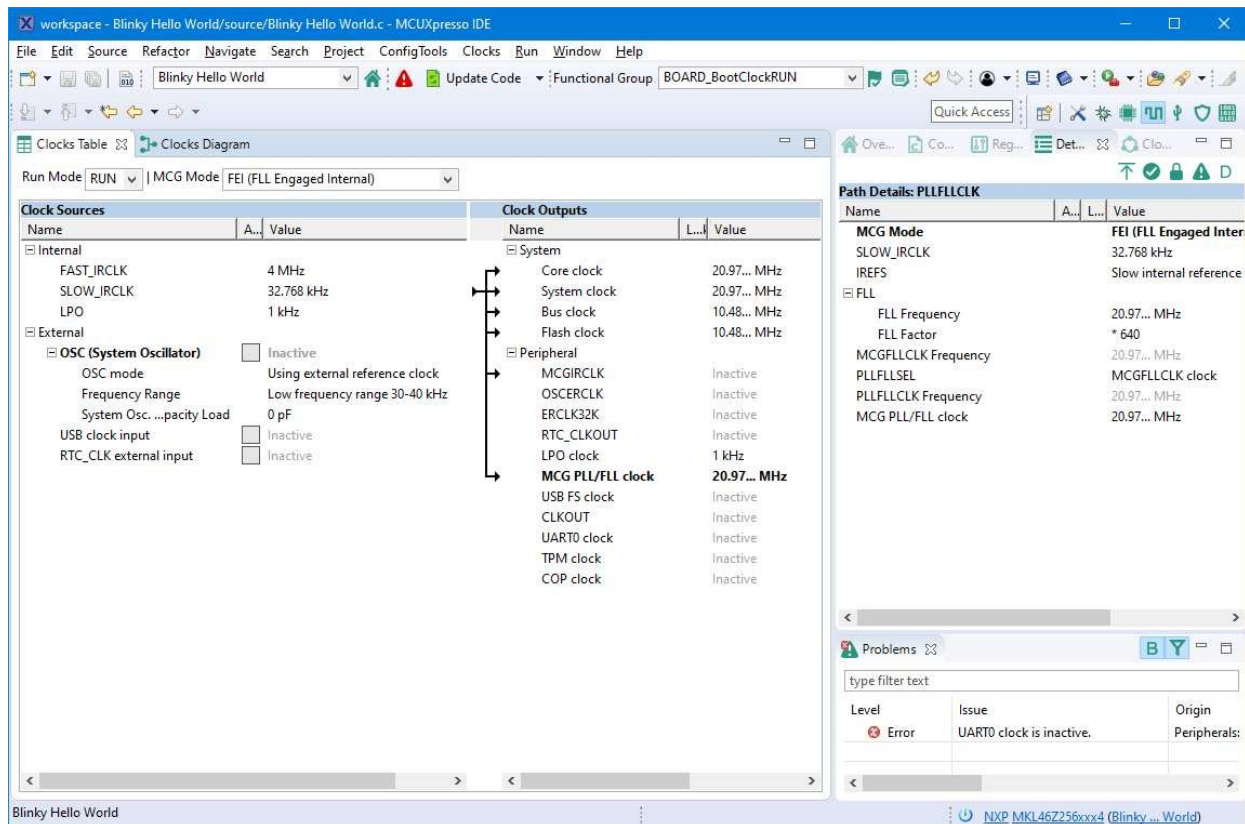 workspace - Blinky Hello World/source/Blinky Hello World.c - MCUXpresso IDE
File Edit Source Refactor Navigate Search Project ConfigTools Clocks Run Window Help
Blinky Hello World Update Code Functional Group BOARD_BootClockRUN
Quick Access
Clocks Table Clocks Diagram
Run Mode RUN | MCG Mode FEI (FLL Engaged Internal)
Clock Sources
Name A... Value
Internal
FAST_IRCLK 4 MHz
SLOW_IRCLK 32.768 kHz
LPO 1 kHz
External
OSC (System Oscillator) Inactive
OSC mode Using external reference clock
Frequency Range Low frequency range 30-40 kHz
System Osc. ...pacity Load 0 pF
USB clock input Inactive
RTC_CLK external input Inactive
Clock Outputs
Name L... Value
System
Core clock 20.97... MHz
System clock 20.97... MHz
Bus clock 10.48... MHz
Flash clock 10.48... MHz
Peripheral
MCGIRCLK Inactive
OSCERCLK Inactive
ERCLK32K Inactive
RTC_CLKOUT Inactive
LPO clock 1 kHz
MCG PLL/FLL clock 20.97... MHz
USB FS clock Inactive
CLKOUT Inactive
UART0 clock Inactive
TPM clock Inactive
COP clock Inactive
Ove... Co... Reg... Det... Clo...
D
Path Details: PLLFLLCLK
Name A... L... Value
MCG Mode FEI (FLL Engaged Inter
SLOW_IRCLK 32.768 kHz
IREFS Slow internal reference
FLL
FLL Frequency 20.97... MHz
FLL Factor * 640
MCGFLLCLK Frequency 20.97... MHz
PLLFLLSEL MCGFLLCLK clock
PLLFLLCLK Frequency 20.97... MHz
MCG PLL/FLL clock 20.97... MHz
Problems B
type filter text
Level Issue Origin
Error UART0 clock is inactive. Peripherals:
Blinky Hello World
NXP MKL46Z256xxx4 (Blinky ... World)